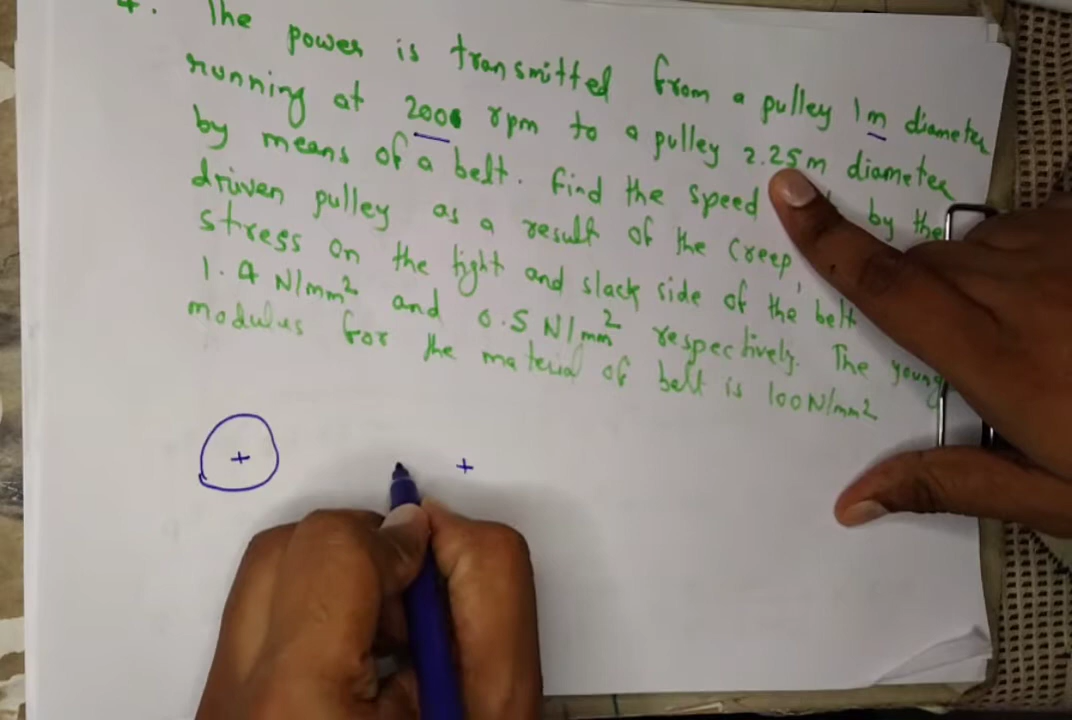 4. The power is transmitted from a pulley 1m diameter
running at 2000 rpm to a pulley 2.25m diameter
by means of a belt. Find the speed by the
driven pulley as a result of the creep,
stress on the tight and slack side of the belt
1.4 N/mm² and 0.5 N/mm² respectively. The young
modulus for the material of belt is 100N/mm²